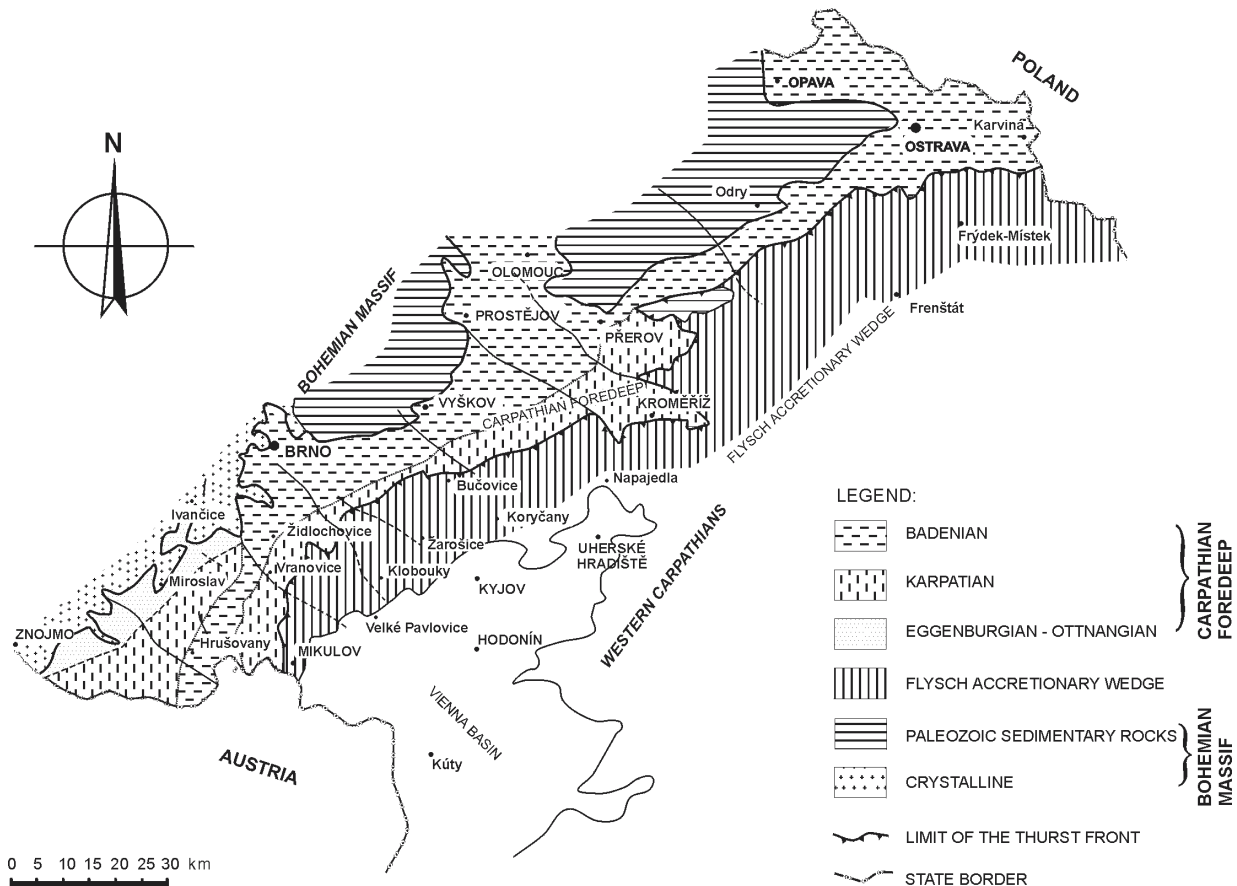 POLAND
OPAVA
Karviná
OSTRAVA
N
Odry
Frýdek-Místek
OLOMOUC
BOHEMIAN MASSIF
PROSTĚJOV
Frenštát
PŘEROV
VYŠKOV
CARPATHIAN FOREDEEP
KROMĚŘÍŽ
FLYSCH ACCRETIONARY WEDGE
BRNO
Bučovice
Napajedla
Ivančice
Koryčany
Židlochovice
Žarošice
UHERSKÉ
HRADIŠTĚ
Miroslav
Vranovice
Klobouky
KYJOV
WESTERN CARPATHIANS
Velké Pavlovice
ZNOJMO
Hrušovany
MIKULOV
HODONÍN
VIENNA BASIN
AUSTRIA
Kúty
0 5 10 15 20 25 30 km
LEGEND:
BADENIAN
KARPATIAN
EGGENBURGIAN - OTTNANGIAN
CARPATHIAN
FOREDEEP
FLYSCH ACCRETIONARY WEDGE
PALEOZOIC SEDIMENTARY ROCKS
CRYSTALLINE
BOHEMIAN
MASSIF
LIMIT OF THE THURST FRONT
STATE BORDER